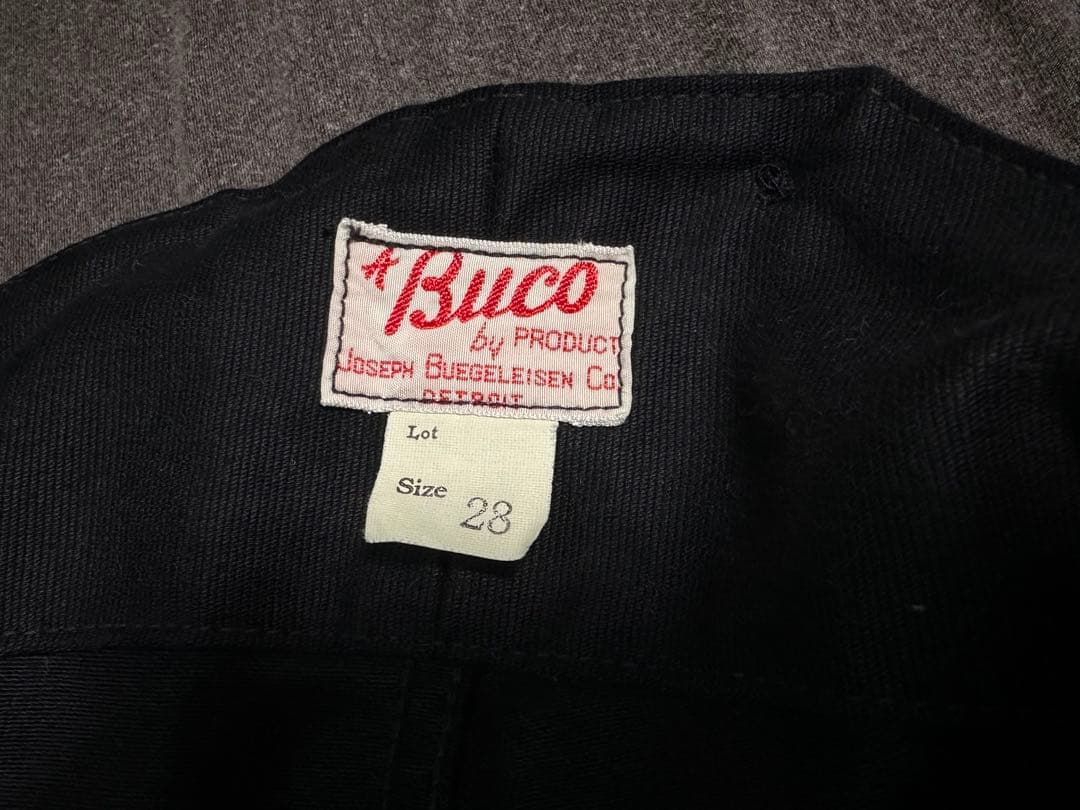 A Buco
by PRODUCT
JOSEPH BUEGELEISEN CO
DETROIT
Lot
Size 28